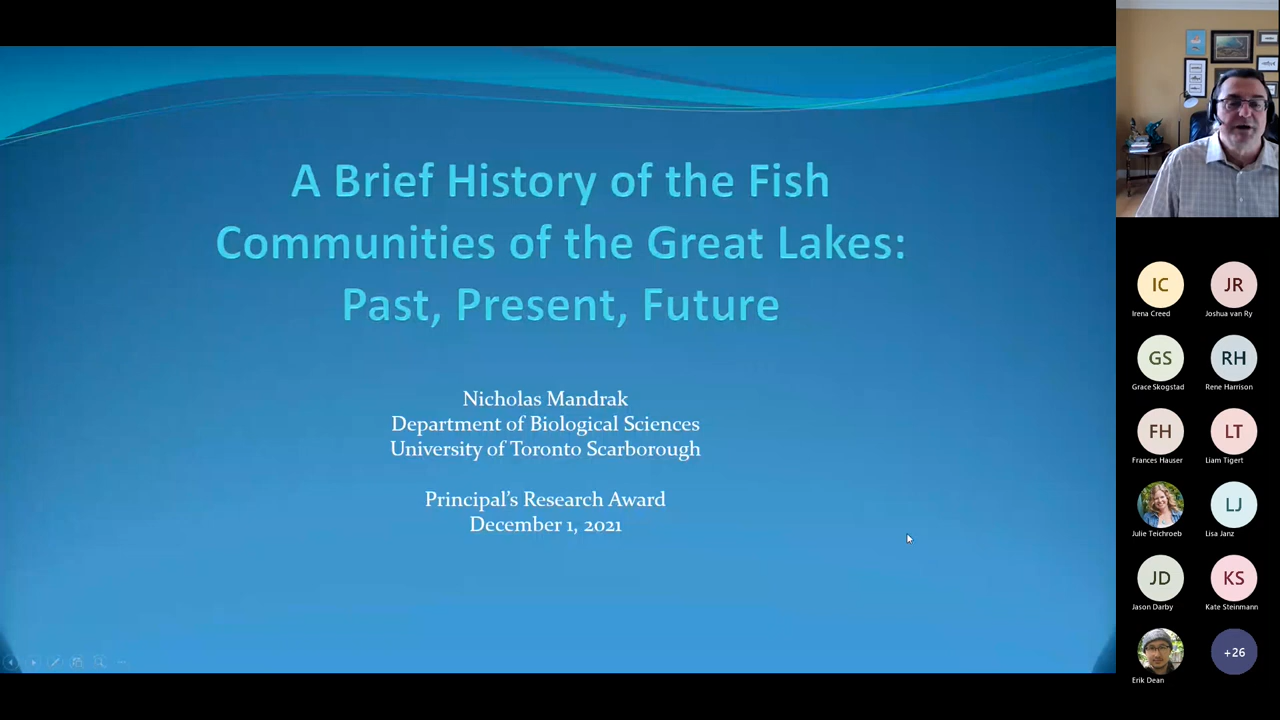 A Brief History of the Fish
Communities of the Great Lakes:
Past, Present, Future
Nicholas Mandrak
Department of Biological Sciences
University of Toronto Scarborough
Principal's Research Award
December 1, 2021
IC
JR
Irena Creed
Joshua van Ry
GS
RH
Grace Skogstad
Rene Harrison
FH
LT
Frances Hauser
Liam Tigert
LJ
Julie Teichroeb
Lisa Janz
JD
KS
Jason Darby
Kate Steinmann
+26
Erik Dean